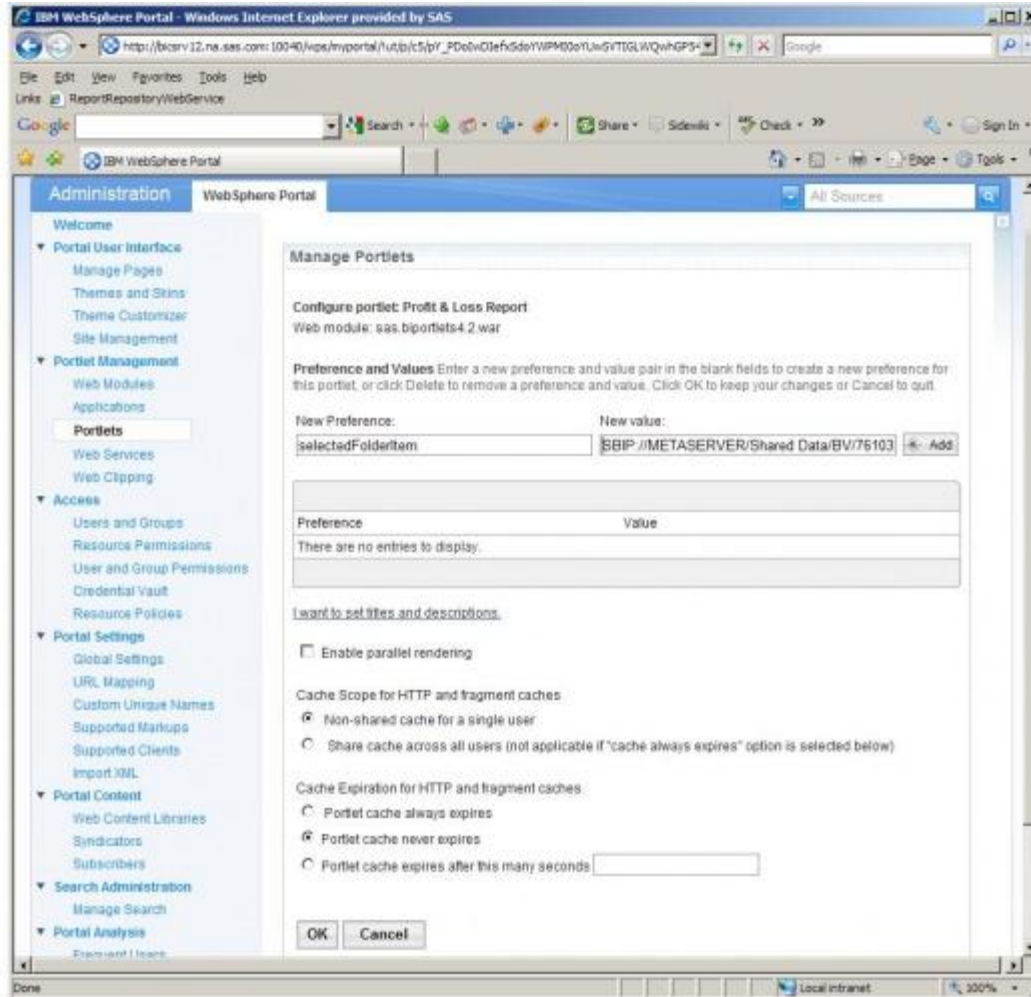 IBM WebSphere Portal - Windows Internet Explorer provided by SAS
Google
File Edit View Favorites Tools Help
Links ReportRepositoryWebService
Google Search Share Sidewiki Check Sign In
IBM WebSphere Portal Page Tools
Administration WebSphere Portal All Sources
Welcome
Portal User Interface
Manage Pages
Themes and Skins
Theme Customizer
Site Management
Portlet Management
Web Modules
Applications
Portlets
Web Services
Web Clipping
Access
Users and Groups
Resource Permissions
User and Group Permissions
Credential Vault
Resource Policies
Portal Settings
Global Settings
URL Mapping
Custom Unique Names
Supported Markups
Supported Clients
Import XML
Portal Content
Web Content Libraries
Syndicators
Subscribers
Search Administration
Manage Search
Portal Analysis
Frequent Users
Manage Portlets
Configure portlet: Profit & Loss Report
Web module: sas.biportlets4.2.war
Preference and Values Enter a new preference and value pair in the blank fields to create a new preference for
this portlet, or click Delete to remove a preference and value. Click OK to keep your changes or Cancel to quit
New Preference: New value:
selectedFolderItem SBIP://METASERVER/Shared Data/BV/76103 Add
Preference Value
There are no entries to display.
I want to set titles and descriptions.
Enable parallel rendering
Cache Scope for HTTP and fragment caches
Non-shared cache for a single user
Share cache across all users (not applicable if "cache always expires" option is selected below)
Cache Expiration for HTTP and fragment caches
Portlet cache always expires
Portlet cache never expires
Portlet cache expires after this many seconds
OK Cancel
Done Local intranet 100%